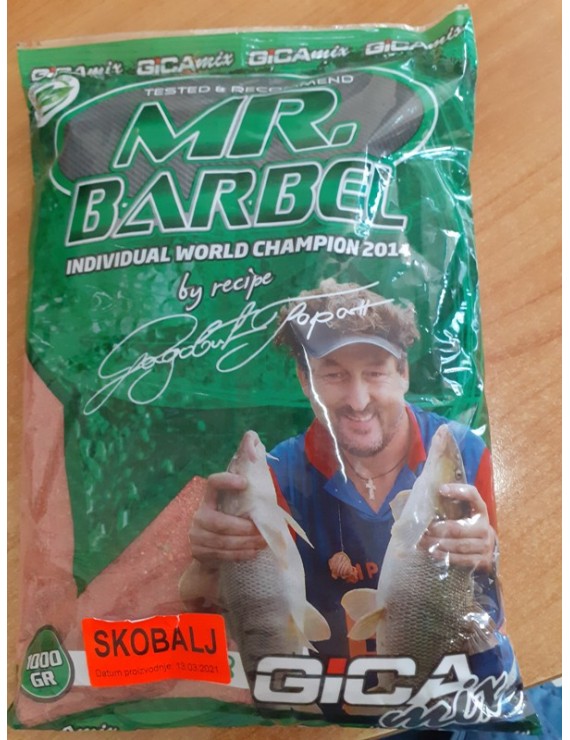 GiCAmix GiCAmix GiCAmix GiCAmix
TESTED & RECOMMEND
MR.
BARBEL
INDIVIDUAL WORLD CHAMPION 2014
by recipe
SKOBALJ
Datum proizvodnje: 13.03.2021
1000
GR
GiCA
mix